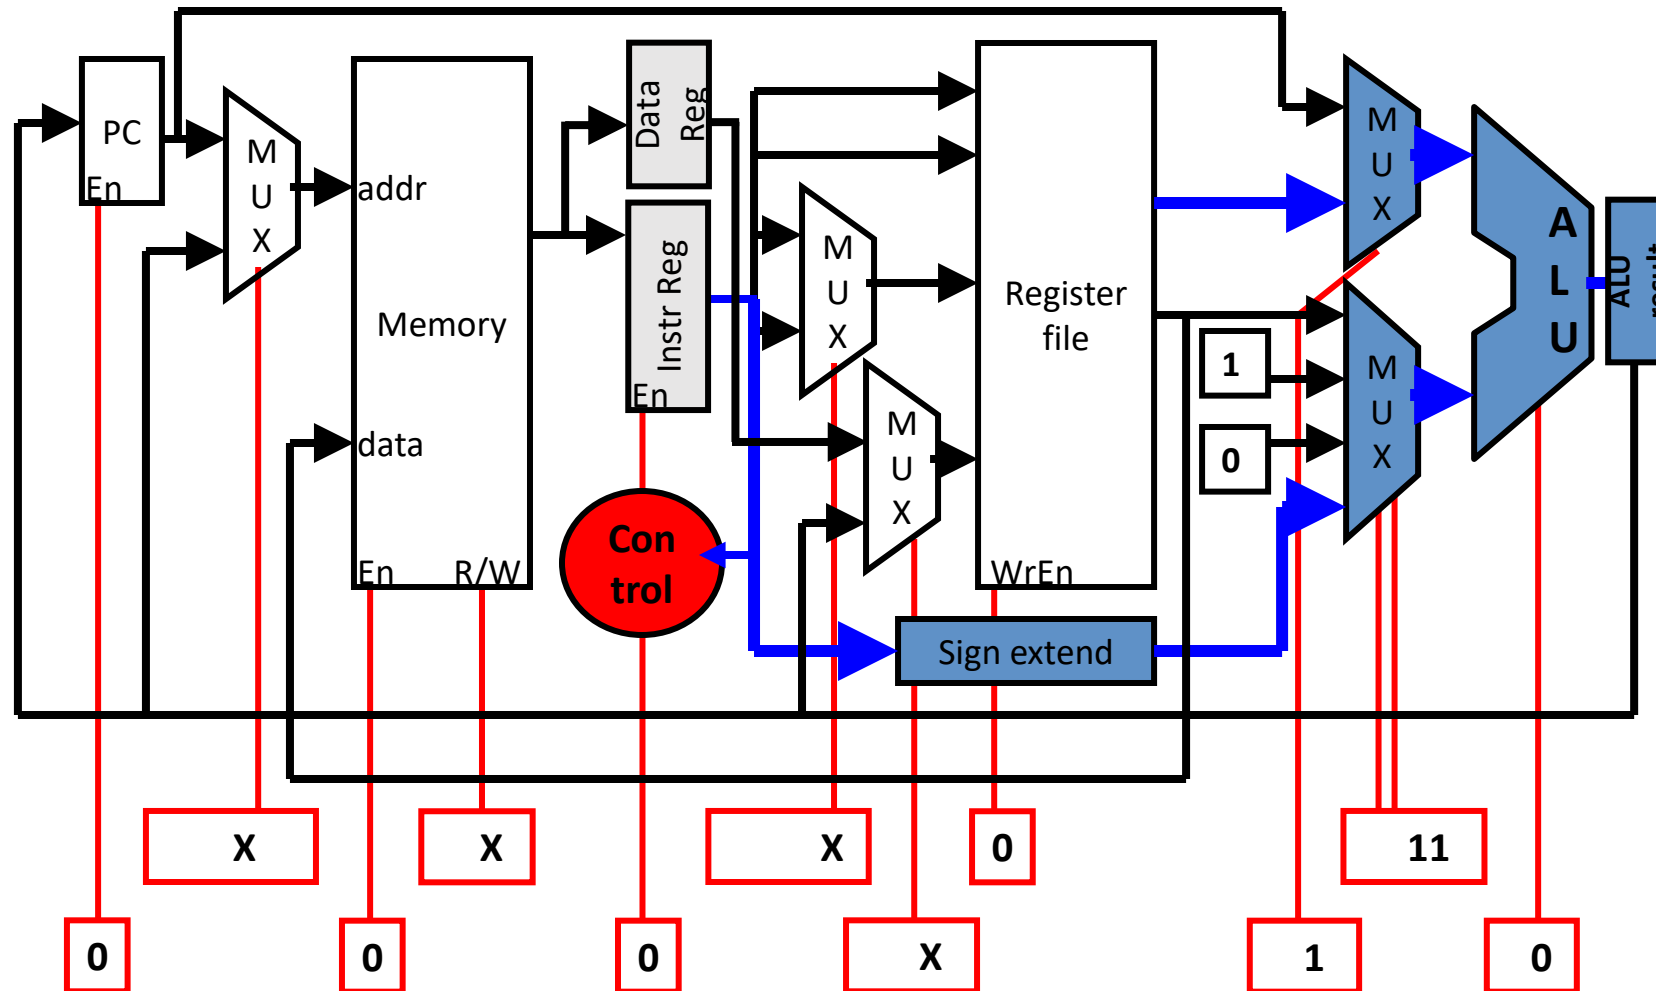 PC
En
M
U
X
addr
Memory
data
En
R/W
Data
Reg
Instr Reg
En
Con
trol
M
U
X
M
U
X
Register
file
WrEn
Sign extend
1
0
M
U
X
M
U
X
A
L
U
ALU
result
X
X
X
0
11
0
0
0
X
1
0